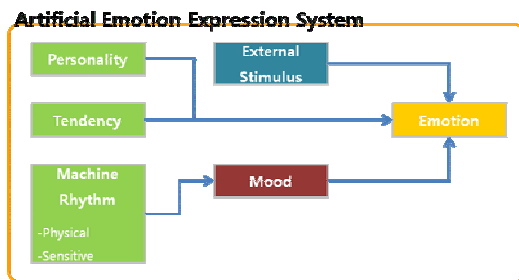 Artificial Emotion Expression System
Personality
External
Stimulus
Tendency
Emotion
Machine
Rhythm
-Physical
-Sensitive
Mood